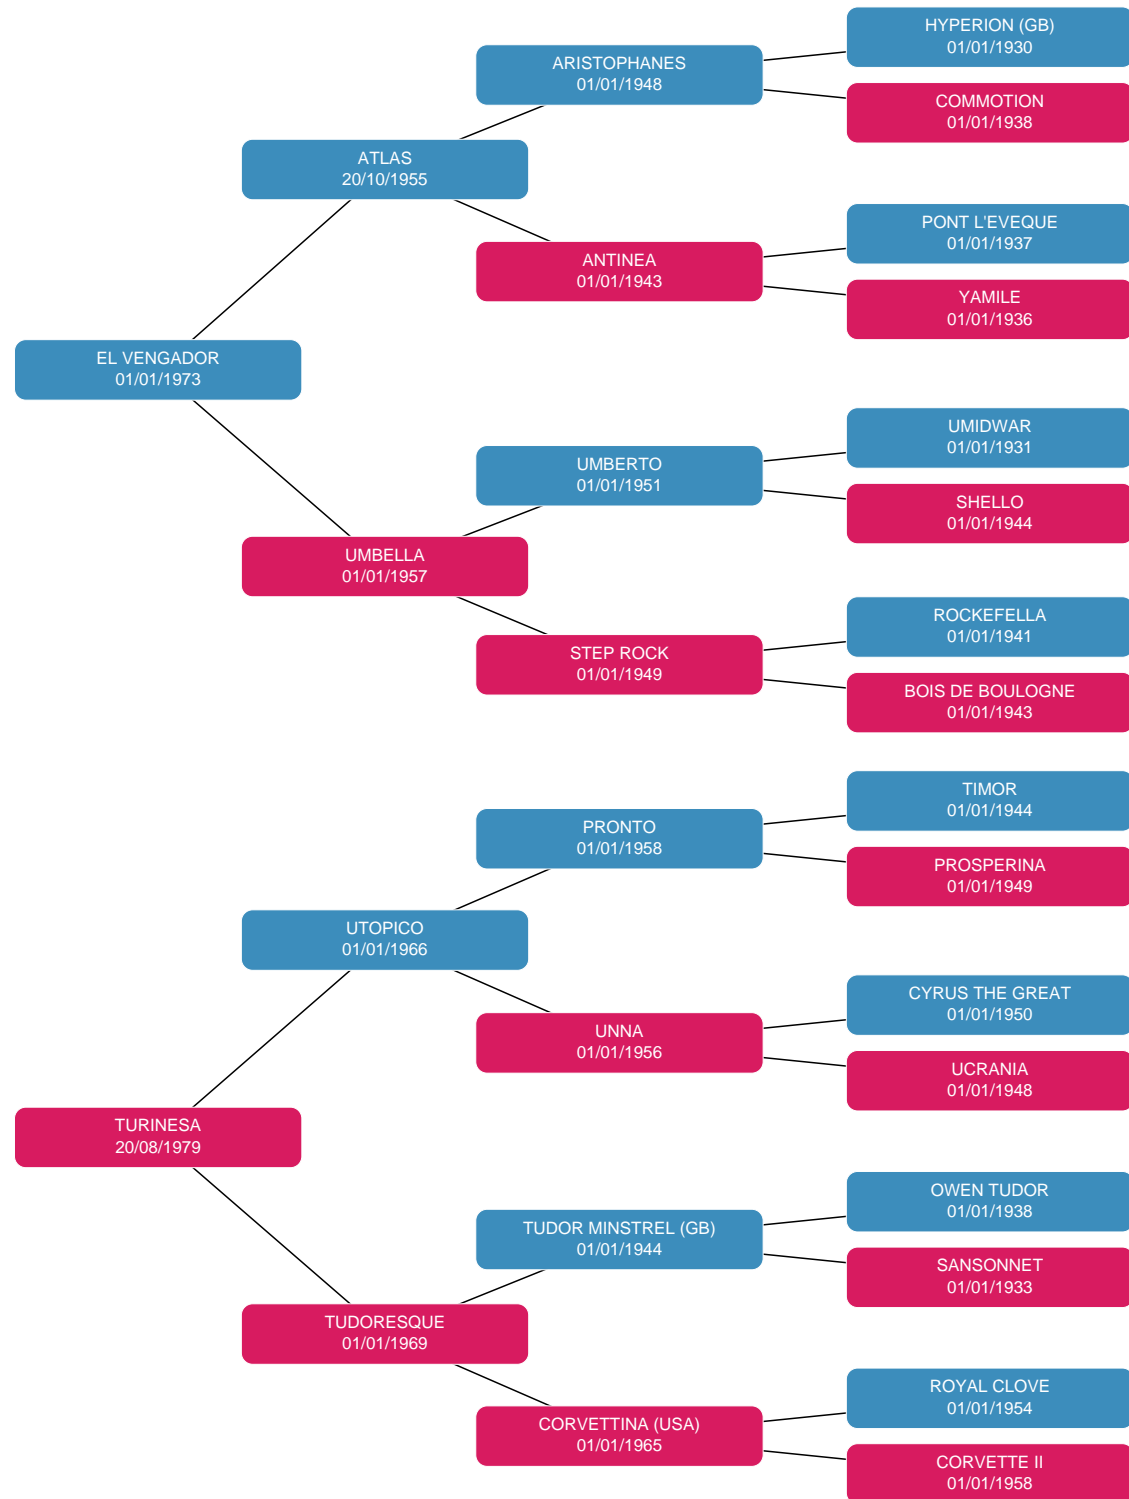 HYPERION (GB)
01/01/1930
ARISTOPHANES
01/01/1948
COMMOTION
01/01/1938
ATLAS
20/10/1955
PONT L'EVEQUE
01/01/1937
ANTINEA
01/01/1943
YAMILE
01/01/1936
EL VENGADOR
01/01/1973
UMIDWAR
01/01/1931
UMBERTO
01/01/1951
SHELLO
01/01/1944
UMBELLA
01/01/1957
ROCKEFELLA
01/01/1941
STEP ROCK
01/01/1949
BOIS DE BOULOGNE
01/01/1943
TIMOR
01/01/1944
PRONTO
01/01/1958
PROSPERINA
01/01/1949
UTOPICO
01/01/1966
CYRUS THE GREAT
01/01/1950
UNNA
01/01/1956
UCRANIA
01/01/1948
TURINESA
20/08/1979
OWEN TUDOR
01/01/1938
TUDOR MINSTREL (GB)
01/01/1944
SANSONNET
01/01/1933
TUDORESQUE
01/01/1969
ROYAL CLOVE
01/01/1954
CORVETTINA (USA)
01/01/1965
CORVETTE II
01/01/1958